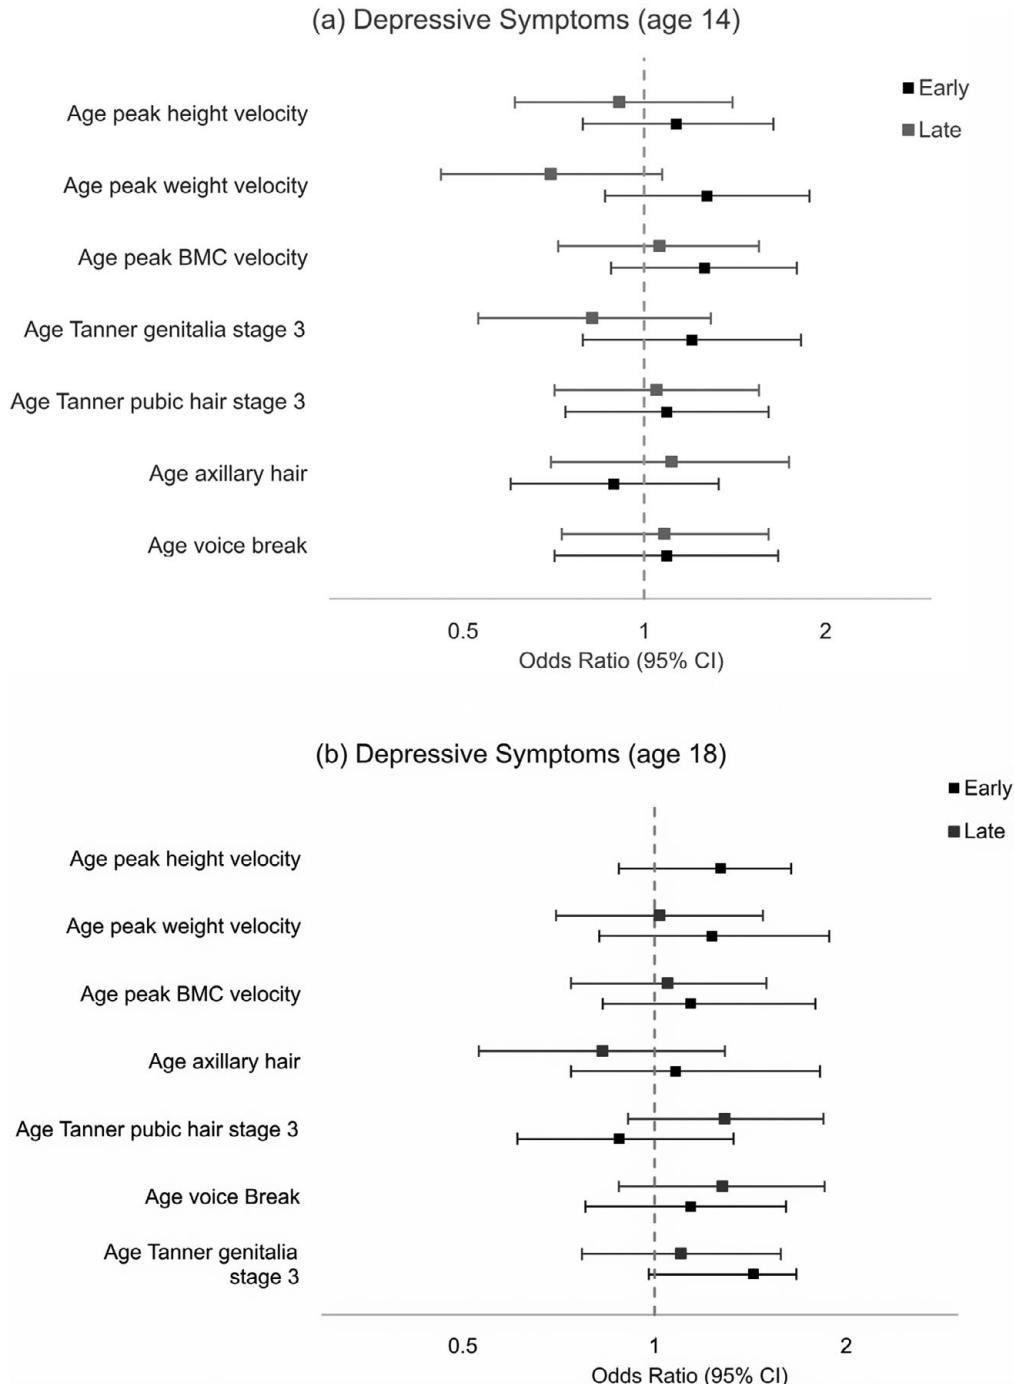 (a) Depressive Symptoms (age 14)
Early
Late
Age peak height velocity
Age peak weight velocity
Age peak BMC velocity
Age Tanner genitalia stage 3
Age Tanner pubic hair stage 3
Age axillary hair
Age voice break
0.5 1 2
Odds Ratio (95% CI)
(b) Depressive Symptoms (age 18)
Early
Late
Age peak height velocity
Age peak weight velocity
Age peak BMC velocity
Age axillary hair
Age Tanner pubic hair stage 3
Age voice Break
Age Tanner genitalia
stage 3
0.5 1 2
Odds Ratio (95% CI)